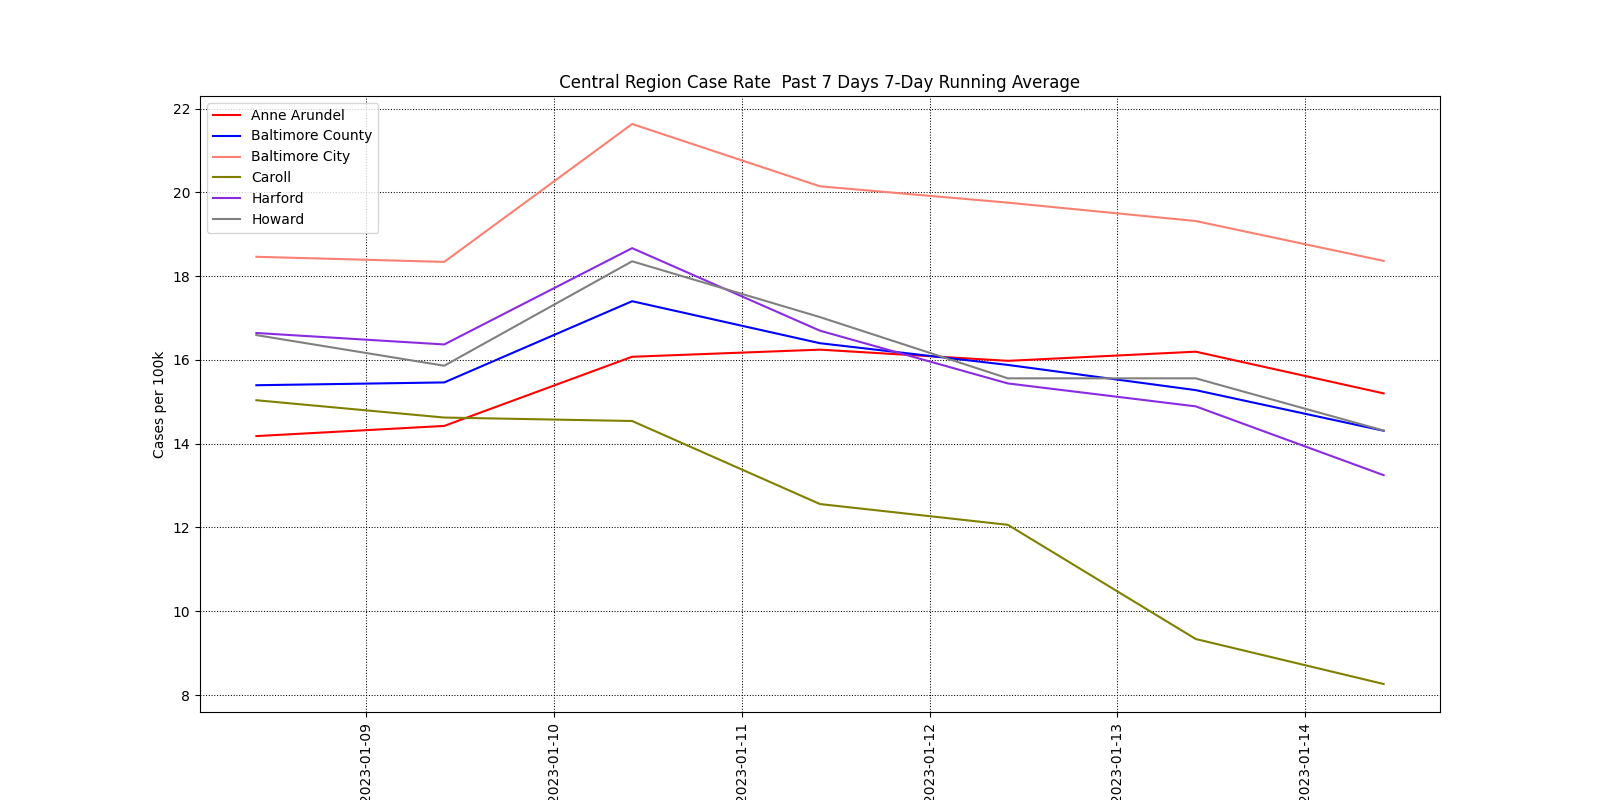 Central Region Case Rate  Past 7 Days 7-Day Running Average
Anne Arundel
Baltimore County
Baltimore City
Caroll
Harford
Howard
Cases per 100k
22
20
18
16
14
12
10
8
2023-01-09
2023-01-10
2023-01-11
2023-01-12
2023-01-13
2023-01-14